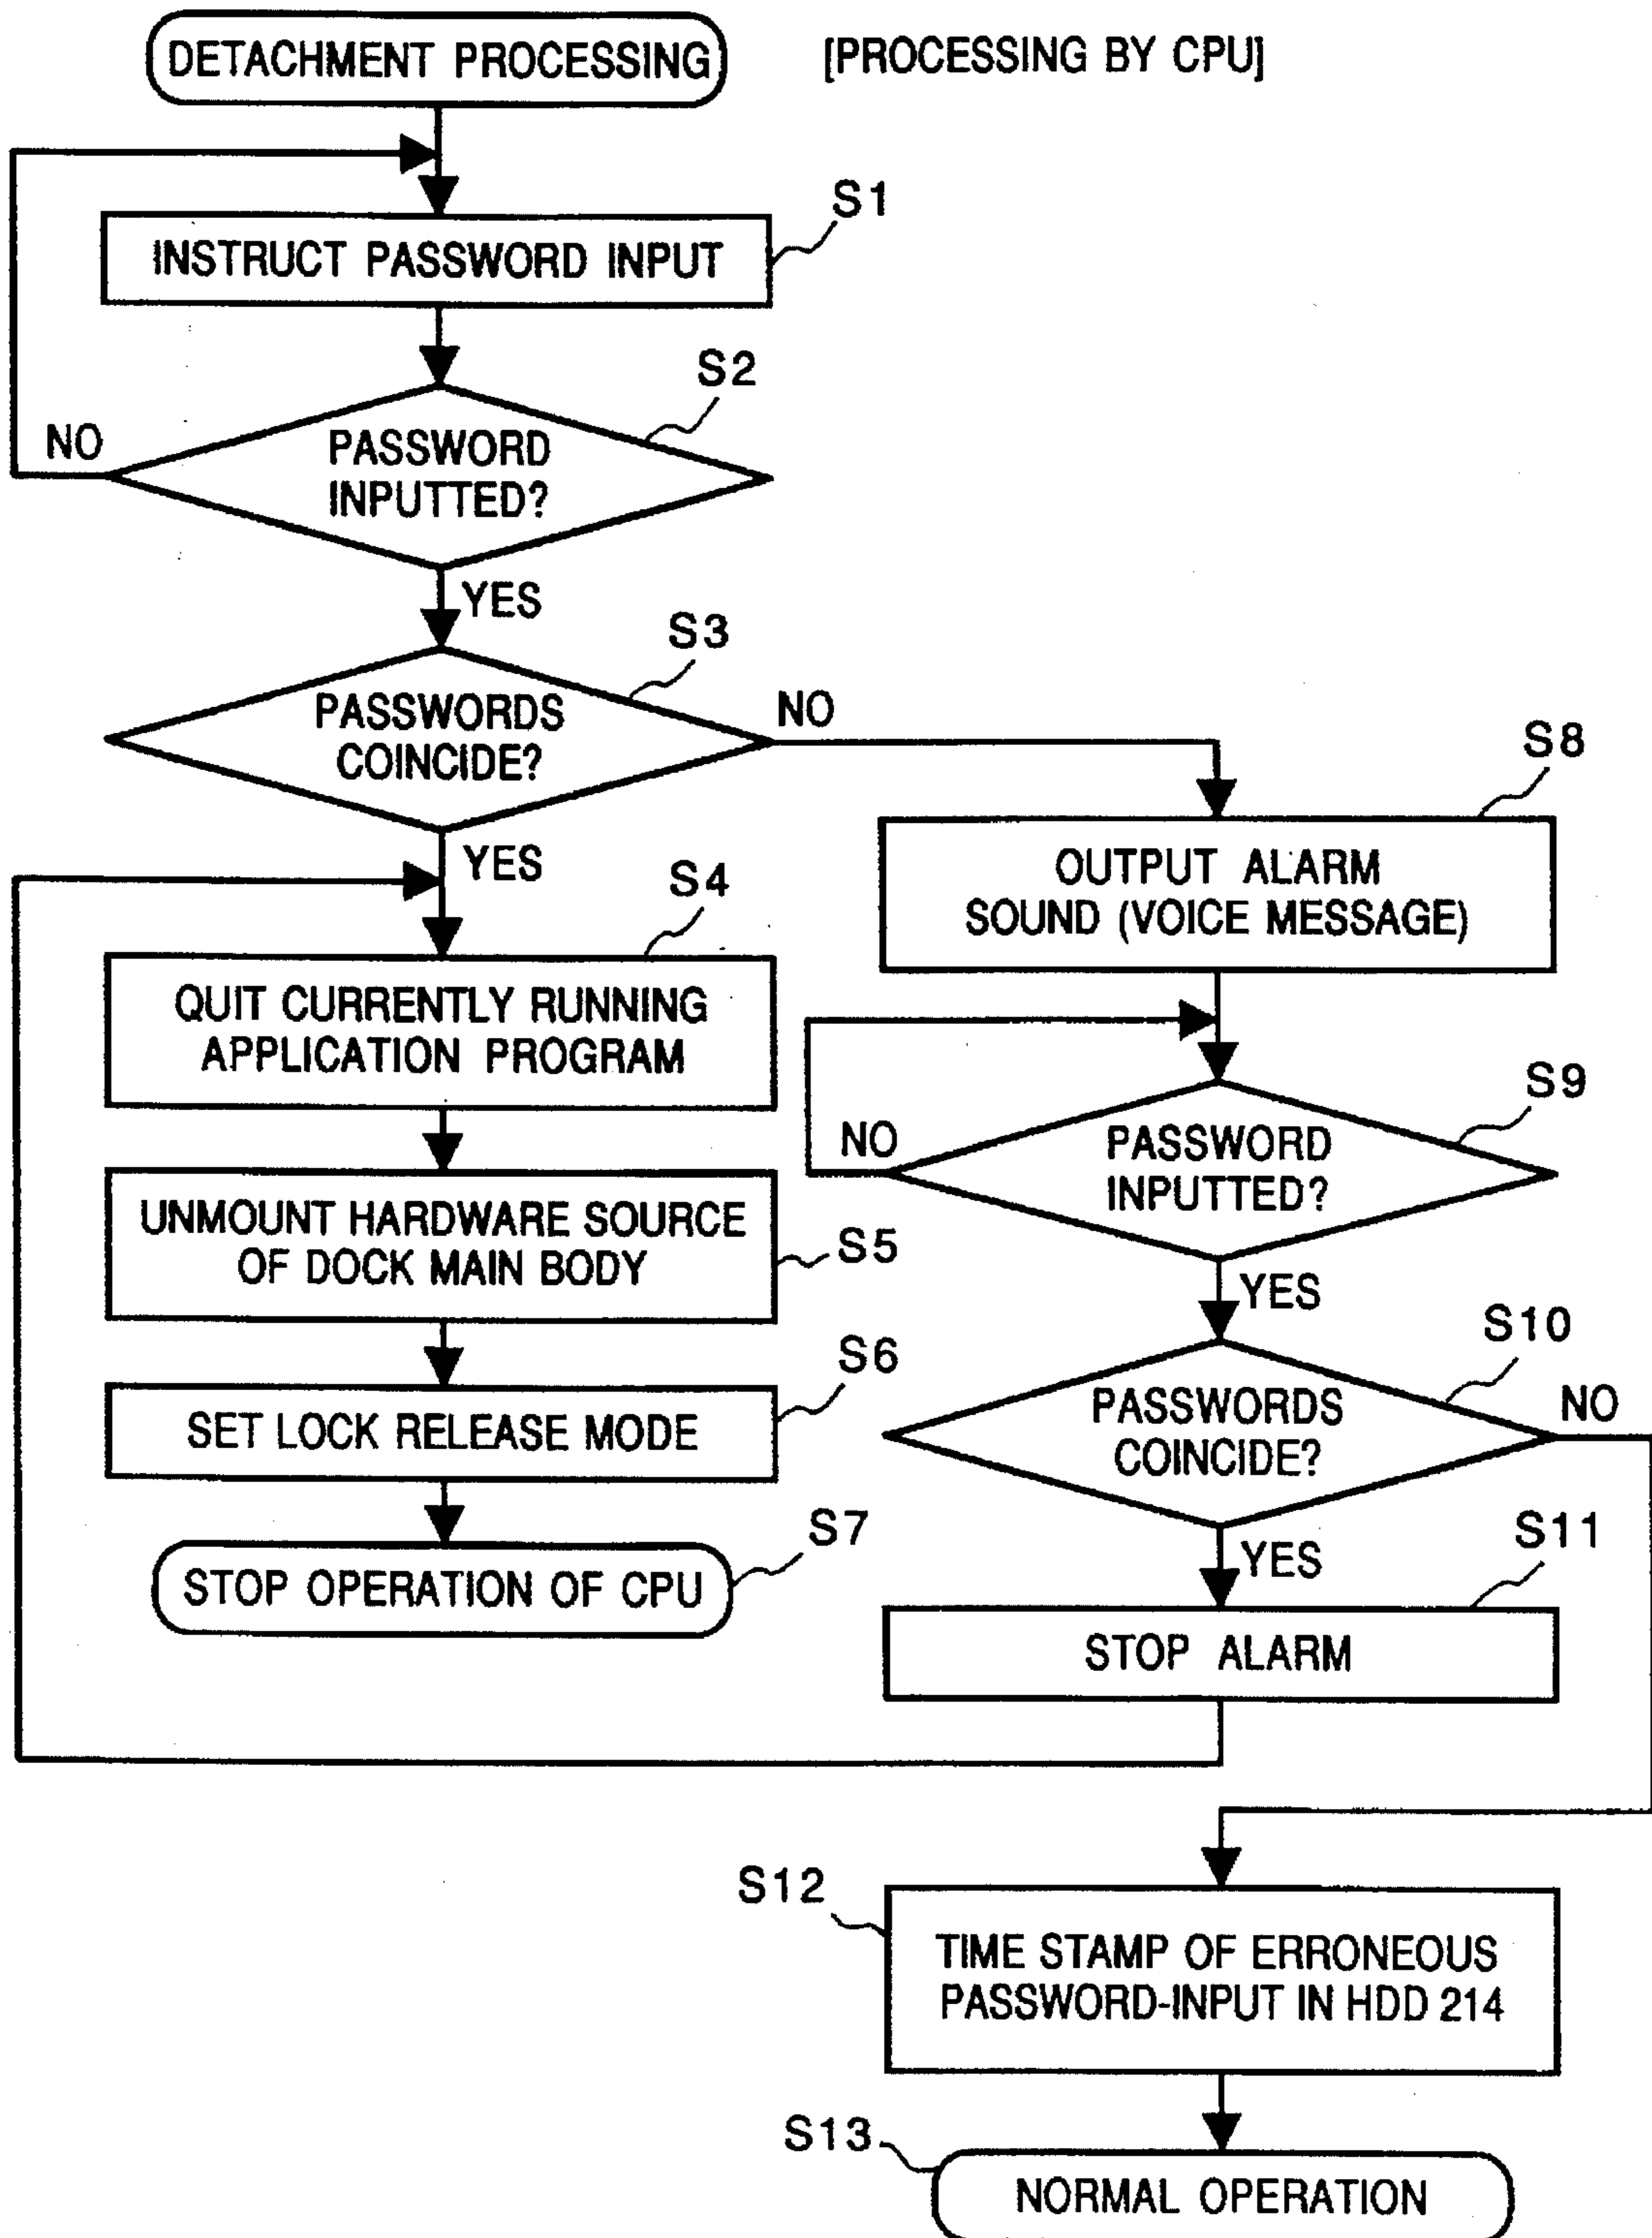 DETACHMENT PROCESSING
[PROCESSING BY CPU]
S1
INSTRUCT PASSWORD INPUT
S2
NO
PASSWORD
INPUTTED?
YES
S3
PASSWORDS
COINCIDE?
NO
YES
S4
QUIT CURRENTLY RUNNING
APPLICATION PROGRAM
UNMOUNT HARDWARE SOURCE
OF DOCK MAIN BODY
S5
S6
SET LOCK RELEASE MODE
S7
STOP OPERATION OF CPU
S8
OUTPUT ALARM
SOUND (VOICE MESSAGE)
S9
NO
PASSWORD
INPUTTED?
YES
S10
PASSWORDS
COINCIDE?
NO
YES
S11
STOP ALARM
S12
TIME STAMP OF ERRONEOUS
PASSWORD-INPUT IN HDD 214
S13
NORMAL OPERATION